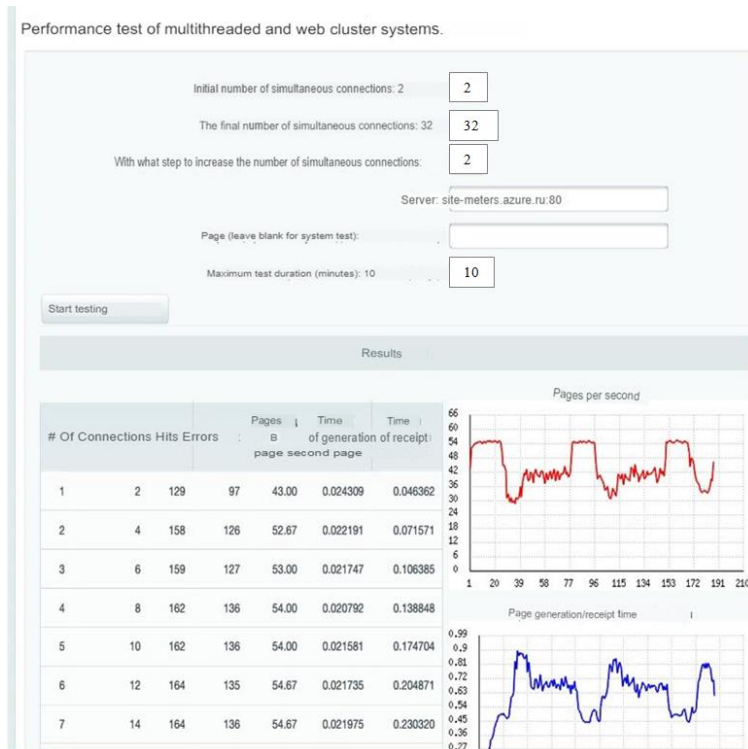 Performance test of multithreaded and web cluster systems.
Initial number of simultaneous connections: 2 2
The final number of simultaneous connections: 32 32
With what step to increase the number of simultaneous connections: 2
Server: site-meters.azure.ru:80
Page (leave blank for system test):
Maximum test duration (minutes): 10 10
Start testing
Results
# Of Connections Hits Errors : Pages Time Time
B of generation of receipt
page second page
1 2 129 97 43.00 0.024309 0.046362
2 4 158 126 52.67 0.022191 0.071571
3 6 159 127 53.00 0.021747 0.106385
4 8 162 136 54.00 0.020792 0.138848
5 10 162 136 54.00 0.021581 0.174704
6 12 164 135 54.67 0.021735 0.204871
7 14 164 136 54.67 0.021975 0.230320
Pages per second
66
60
54
48
42
36
30
24
18
12
6
0
1 20 39 58 77 96 115 134 153 172 191 210
Page generation/receipt time
0.99
0.9
0.81
0.72
0.63
0.54
0.45
0.36
0.27